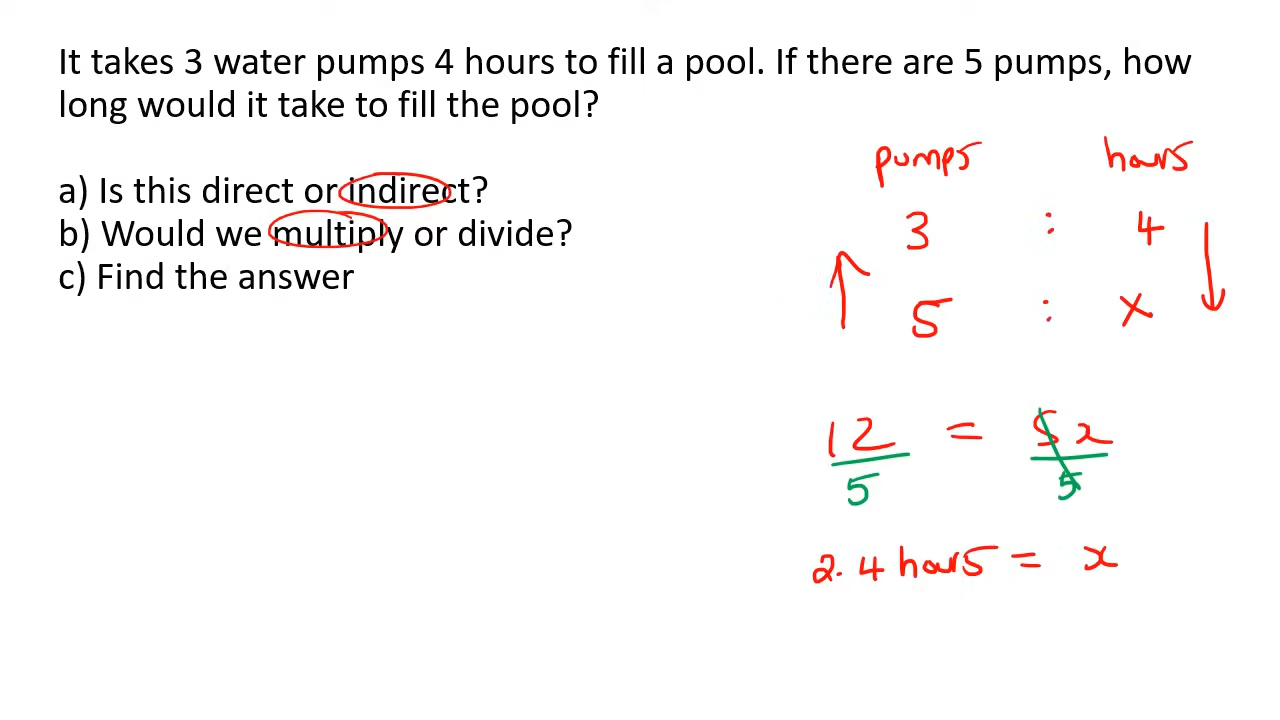 It takes 3 water pumps 4 hours to fill a pool. If there are 5 pumps, how
long would it take to fill the pool?
a) Is this direct or indirect?
b) Would we multiply or divide?
c) Find the answer
pumps hours
3 : 4
5 : x
12 = 5x
5 5
2.4 hours = x